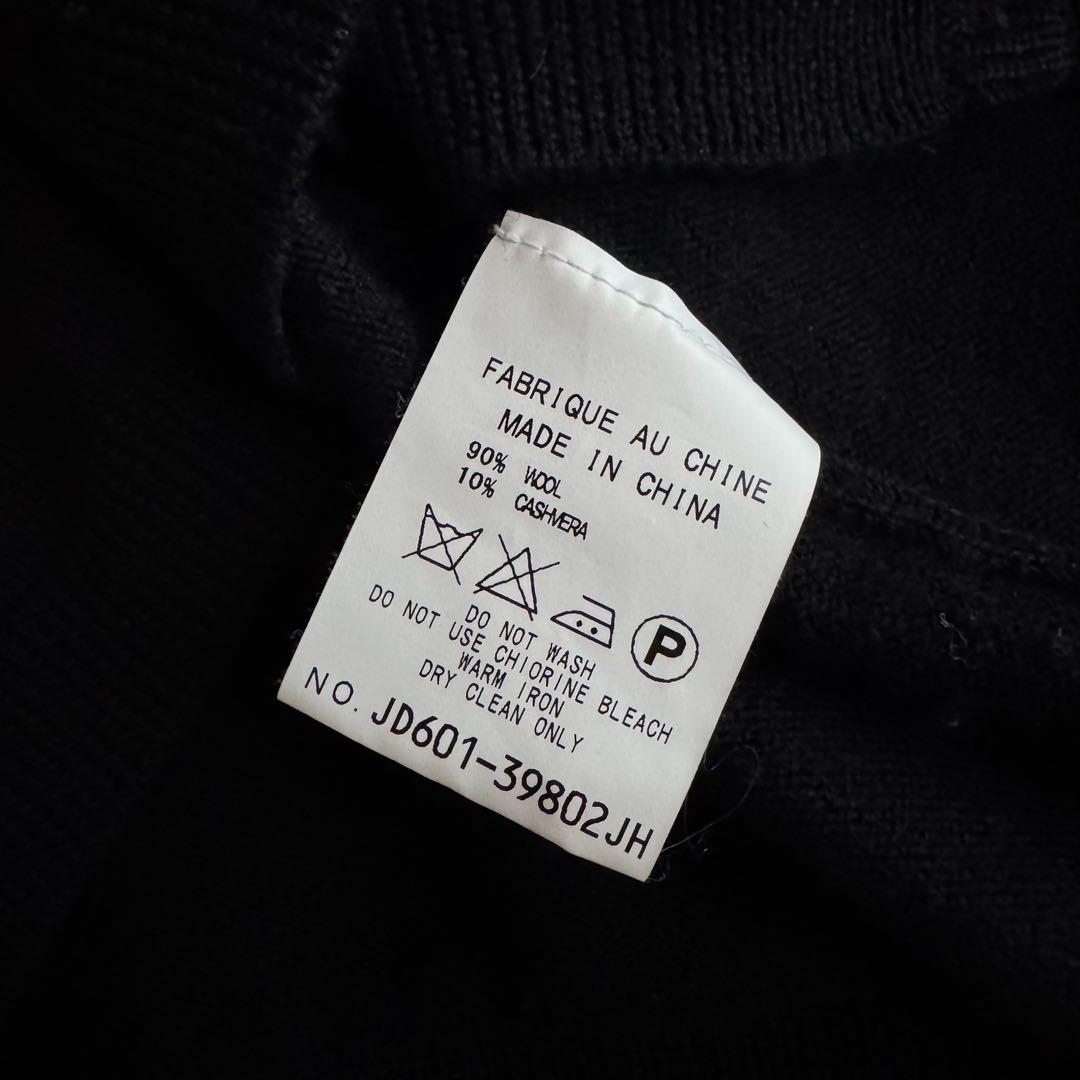 FABRIQUE AU CHINE
MADE IN CHINA
90% WOOL
10% CASHMERA
P
DO NOT WASH
DO NOT USE CHIORINE BLEACH
WARM IRON
DRY CLEAN ONLY
NO. JD601-39802JH